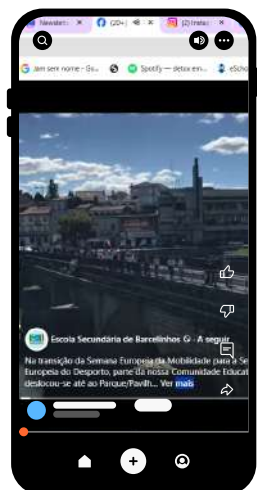 Newslett
(20+)
(2) Insta
Jam sem nome - Go...
Spotify — detox em...
eScho
Escola Secundária de Barcelinhos · A seguir
Na transição da Semana Europeia da Mobilidade para a Se
Europeia do Desporto, parte da nossa Comunidade Educat
deslocou-se até ao Parque/Pavilh... Ver mais